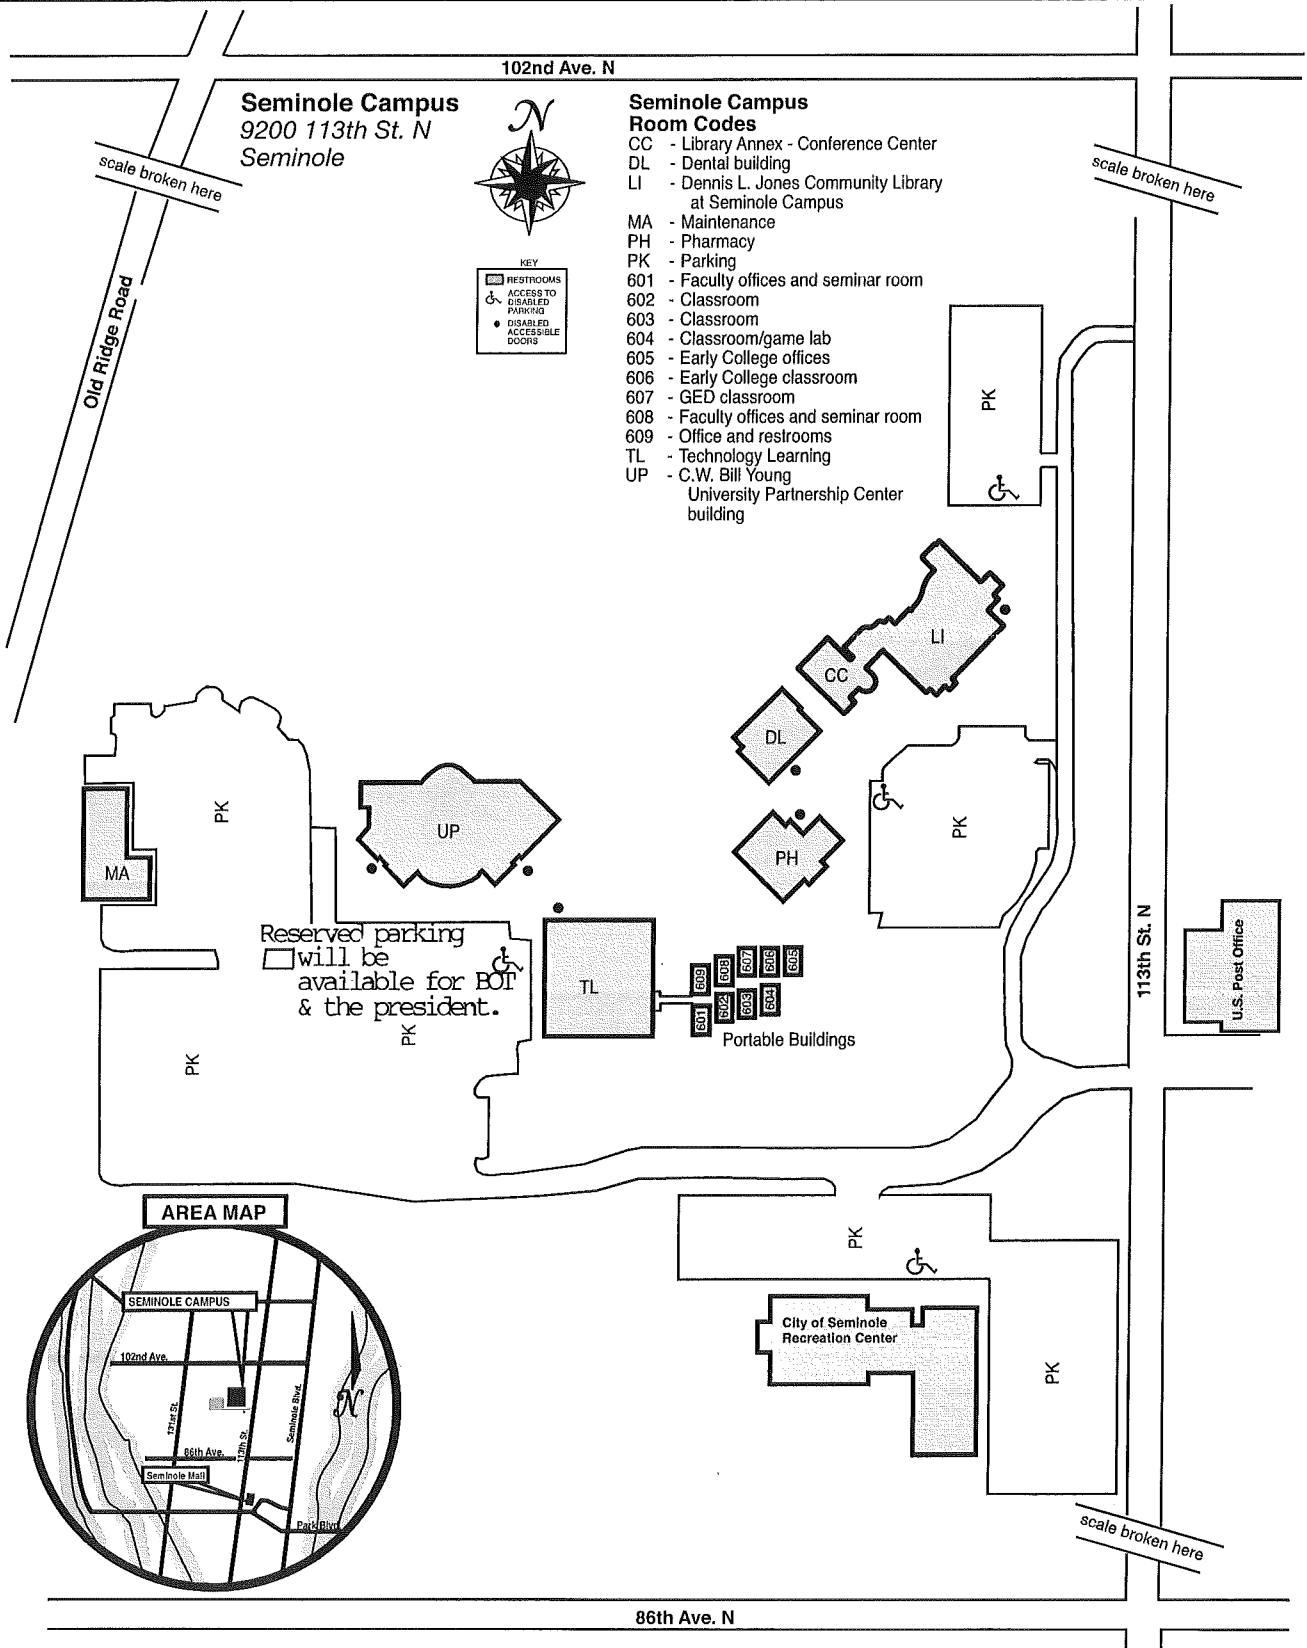 102nd Ave. N
Seminole Campus
9200 113th St. N
Seminole
N
scale broken here
scale broken here
Old Ridge Road
KEY
RESTROOMS
ACCESS TO
DISABLED
PARKING
DISABLED
ACCESSIBLE
DOORS
Seminole Campus
Room Codes
CC - Library Annex - Conference Center
DL - Dental building
LI - Dennis L. Jones Community Library
at Seminole Campus
MA - Maintenance
PH - Pharmacy
PK - Parking
601 - Faculty offices and seminar room
602 - Classroom
603 - Classroom
604 - Classroom/game lab
605 - Early College offices
606 - Early College classroom
607 - GED classroom
608 - Faculty offices and seminar room
609 - Office and restrooms
TL - Technology Learning
UP - C.W. Bill Young
University Partnership Center
building
PK
LI
CC
DL
PK
UP
PK
PH
MA
113th St. N
U.S. Post Office
Reserved parking
will be
available for BOT
& the president.
PK
PK
TL
609
608
607
606
605
601
602
603
604
Portable Buildings
AREA MAP
SEMINOLE CAMPUS
102nd Ave.
131st St.
113th St.
Seminole Blvd.
N
86th Ave.
Seminole Mall
Park Blvd.
PK
City of Seminole
Recreation Center
PK
scale broken here
86th Ave. N